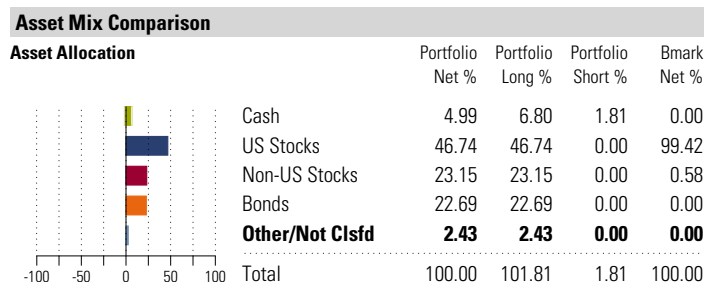 Asset Mix Comparison
Asset Allocation Portfolio Portfolio Portfolio Bmark
Net % Long % Short % Net %
Cash 4.99 6.80 1.81 0.00
US Stocks 46.74 46.74 0.00 99.42
Non-US Stocks 23.15 23.15 0.00 0.58
Bonds 22.69 22.69 0.00 0.00
Other/Not Clsfd 2.43 2.43 0.00 0.00
-100 -50 0 50 100 Total 100.00 101.81 1.81 100.00